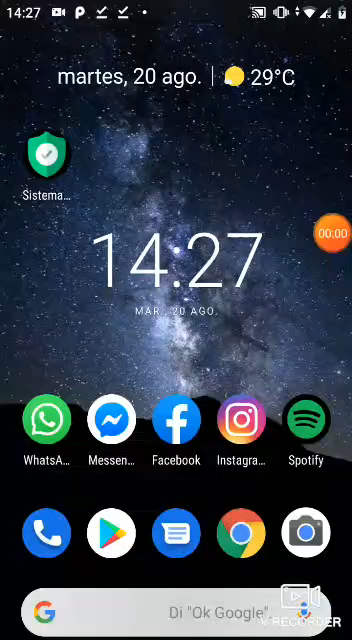 14:27
martes, 20 ago. 29°C
Sistema...
00:00
14:27
MAR., 20 AGO.
WhatsA... Messen... Facebook Instagra... Spotify
Di "Ok Google"
V RECORDER